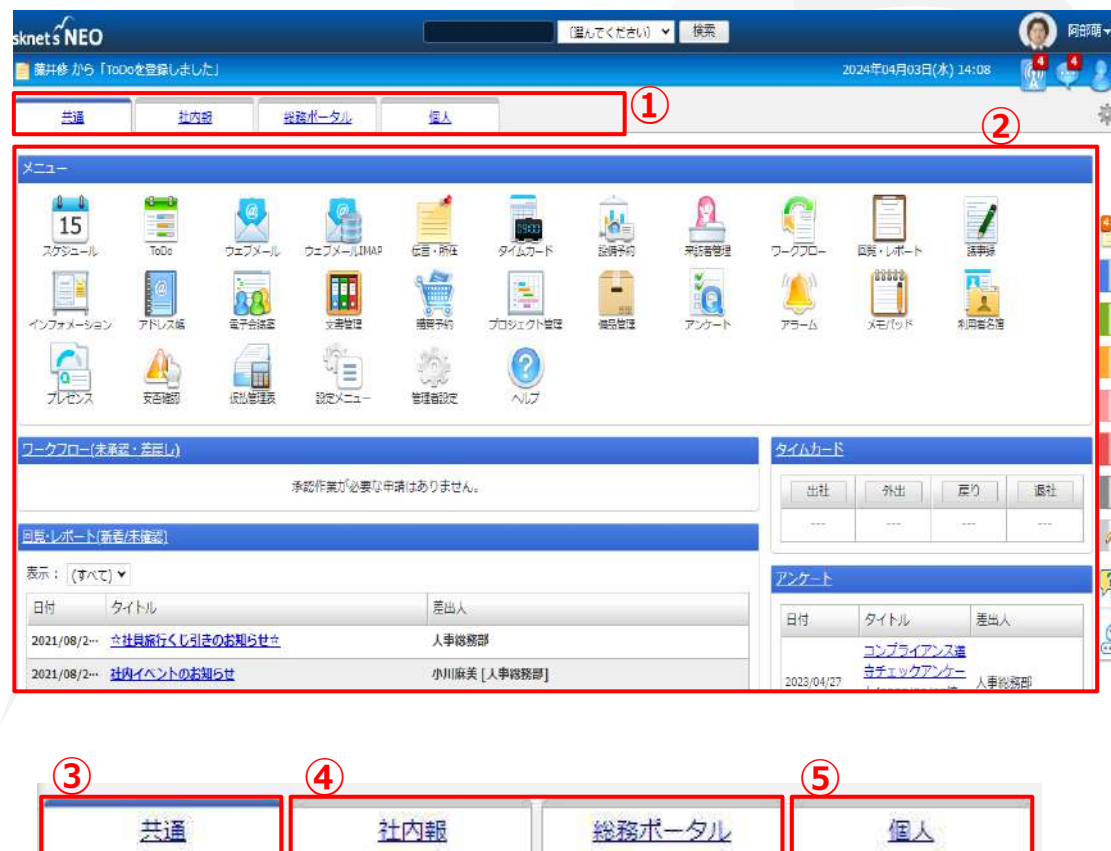 sknet's NEO
(選んでください) 検索
阿部萌
藤井修 から「ToDoを登録しました」
2024年04月03日(水) 14:08
4 4
共通 社内報 総務ポータル 個人
①
②
メニュー
15
スケジュール ToDo ウェブメール ウェブメールIMAP 伝言・所在 タイムカード 設備予約 来訪者管理 ワークフロー 回覧・レポート 議事録
インフォメーション アドレス帳 電子会議室 文書管理 購買予約 プロジェクト管理 備品管理 アンケート アラーム メモパッド 利用者名簿
プレゼンス 安否確認 仮払管理表 設定メニュー 管理者設定 ヘルプ
ワークフロー(未承認・差戻し)
承認作業が必要な申請はありません。
タイムカード
出社 外出 戻り 退社
--- --- --- ---
回覧・レポート(新着/未確認)
表示： (すべて)
日付 タイトル 差出人
2021/08/2… ☆社員旅行くじ引きのお知らせ☆ 人事総務部
2021/08/2… 社内イベントのお知らせ 小川麻美 [人事総務部]
アンケート
日付 タイトル 差出人
2023/04/27 コンプライアンス遵
守チェックアンケー
人事総務部
③ ④ ⑤
共通 社内報 総務ポータル 個人